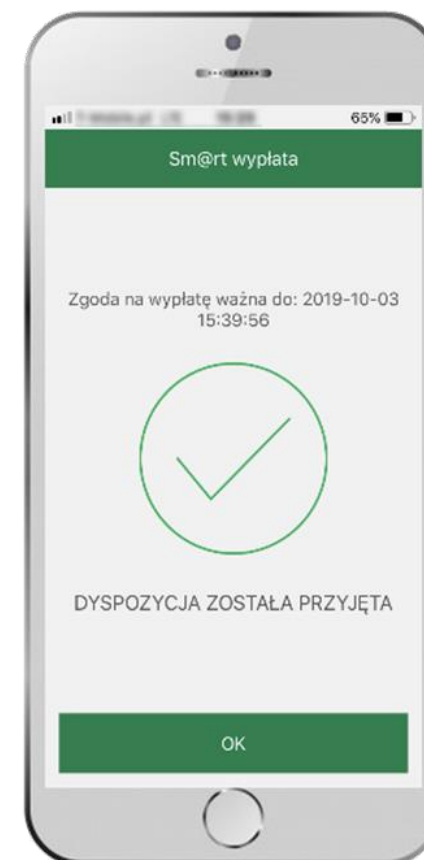 65%
Sm@rt wypłata
Zgoda na wypłatę ważna do: 2019-10-03
15:39:56
DYSPOZYCJA ZOSTAŁA PRZYJĘTA
OK